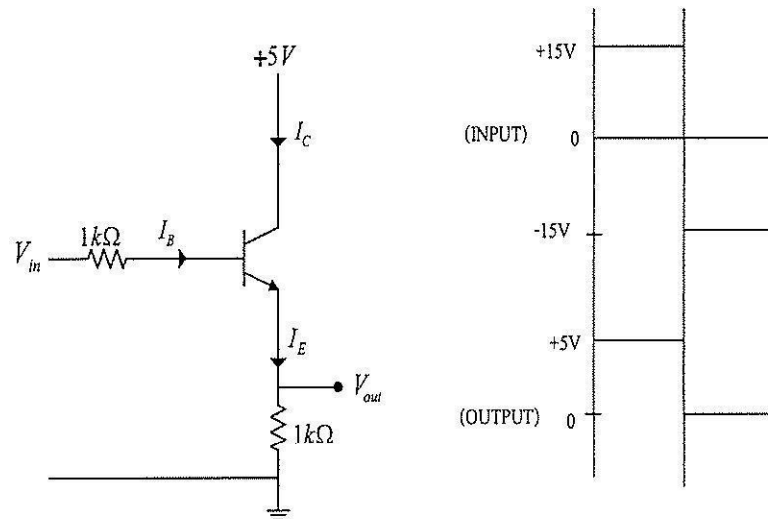 +5V
I_C
1kΩ
I_B
V_in
I_E
V_out
1kΩ
+15V
(INPUT) 0
-15V
+5V
(OUTPUT) 0